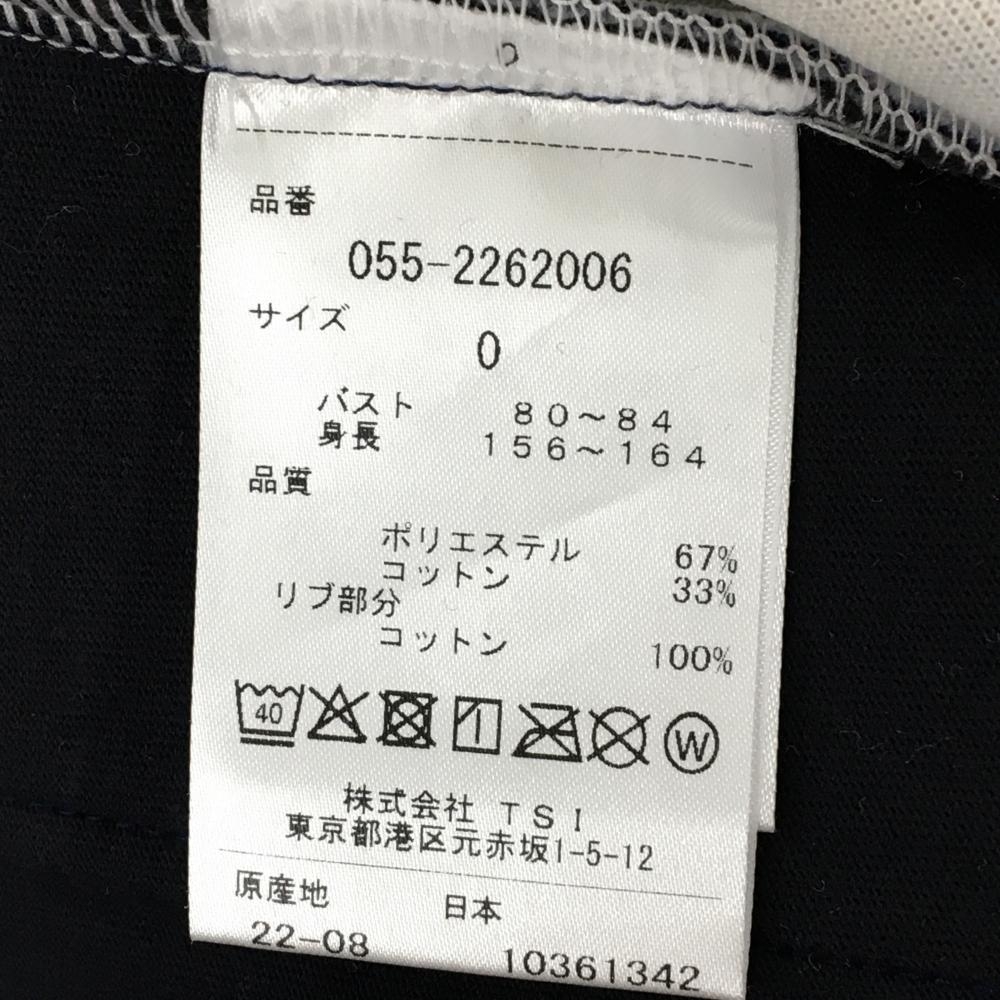 品番
055-2262006
サイズ
0
バスト 80～84
身長 156～164
品質
ポリエステル 67%
コットン 33%
リブ部分
コットン 100%
40 W
株式会社 TSI
東京都港区元赤坂1-5-12
原産地 日本
22-08 10361342